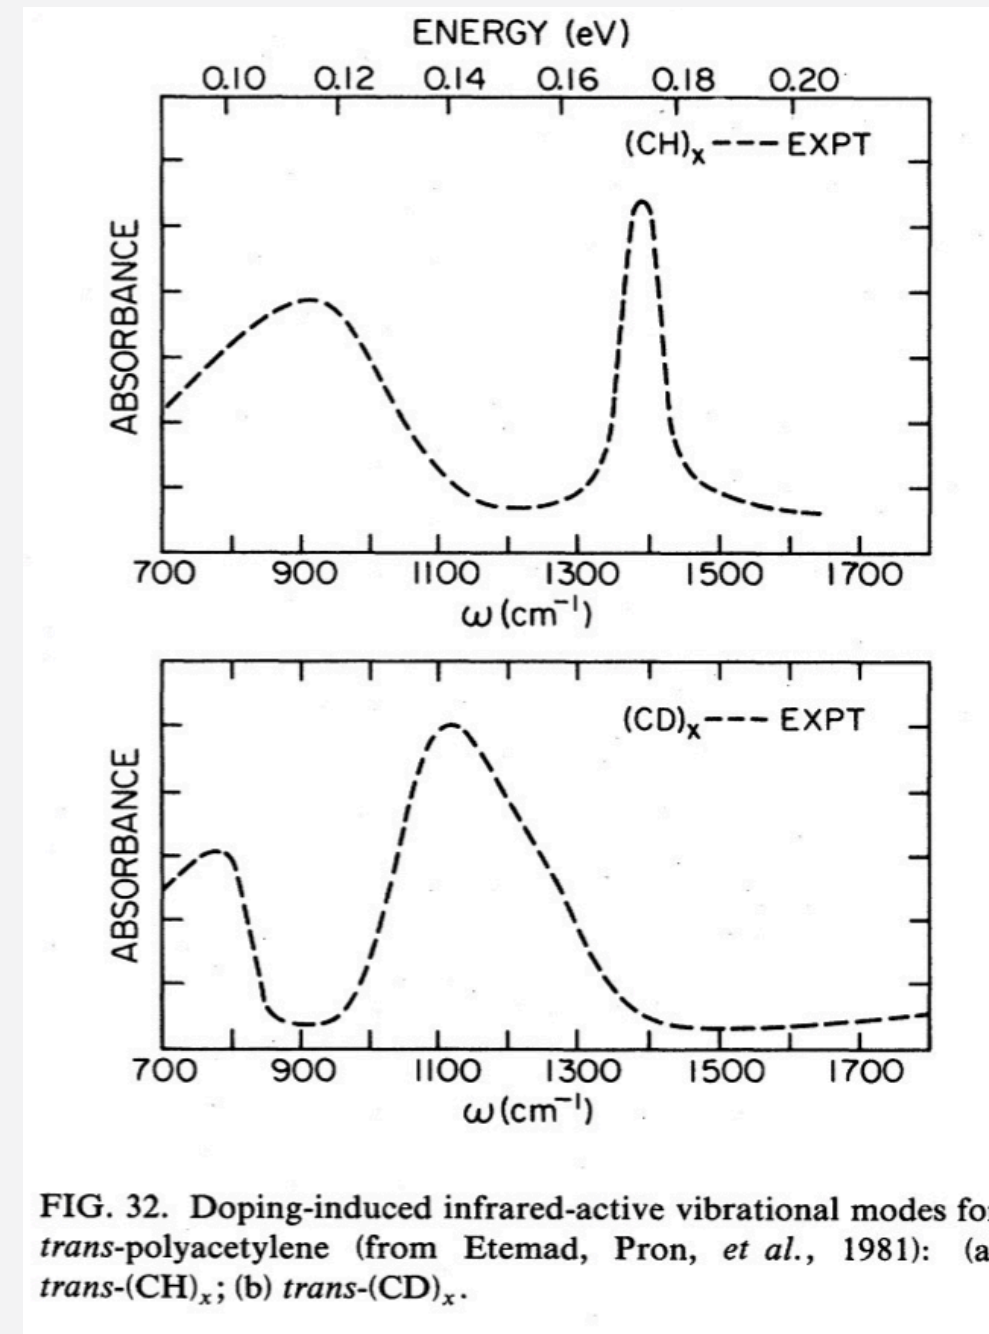 ENERGY (eV)
0.10 0.12 0.14 0.16 0.18 0.20
(CH)ₓ --- EXPT
ABSORBANCE
700 900 1100 1300 1500 1700
ω (cm⁻¹)
(CD)ₓ --- EXPT
ABSORBANCE
700 900 1100 1300 1500 1700
ω (cm⁻¹)
FIG. 32. Doping-induced infrared-active vibrational modes for
trans-polyacetylene (from Etemad, Pron, et al., 1981): (a
trans-(CH)ₓ; (b) trans-(CD)ₓ.